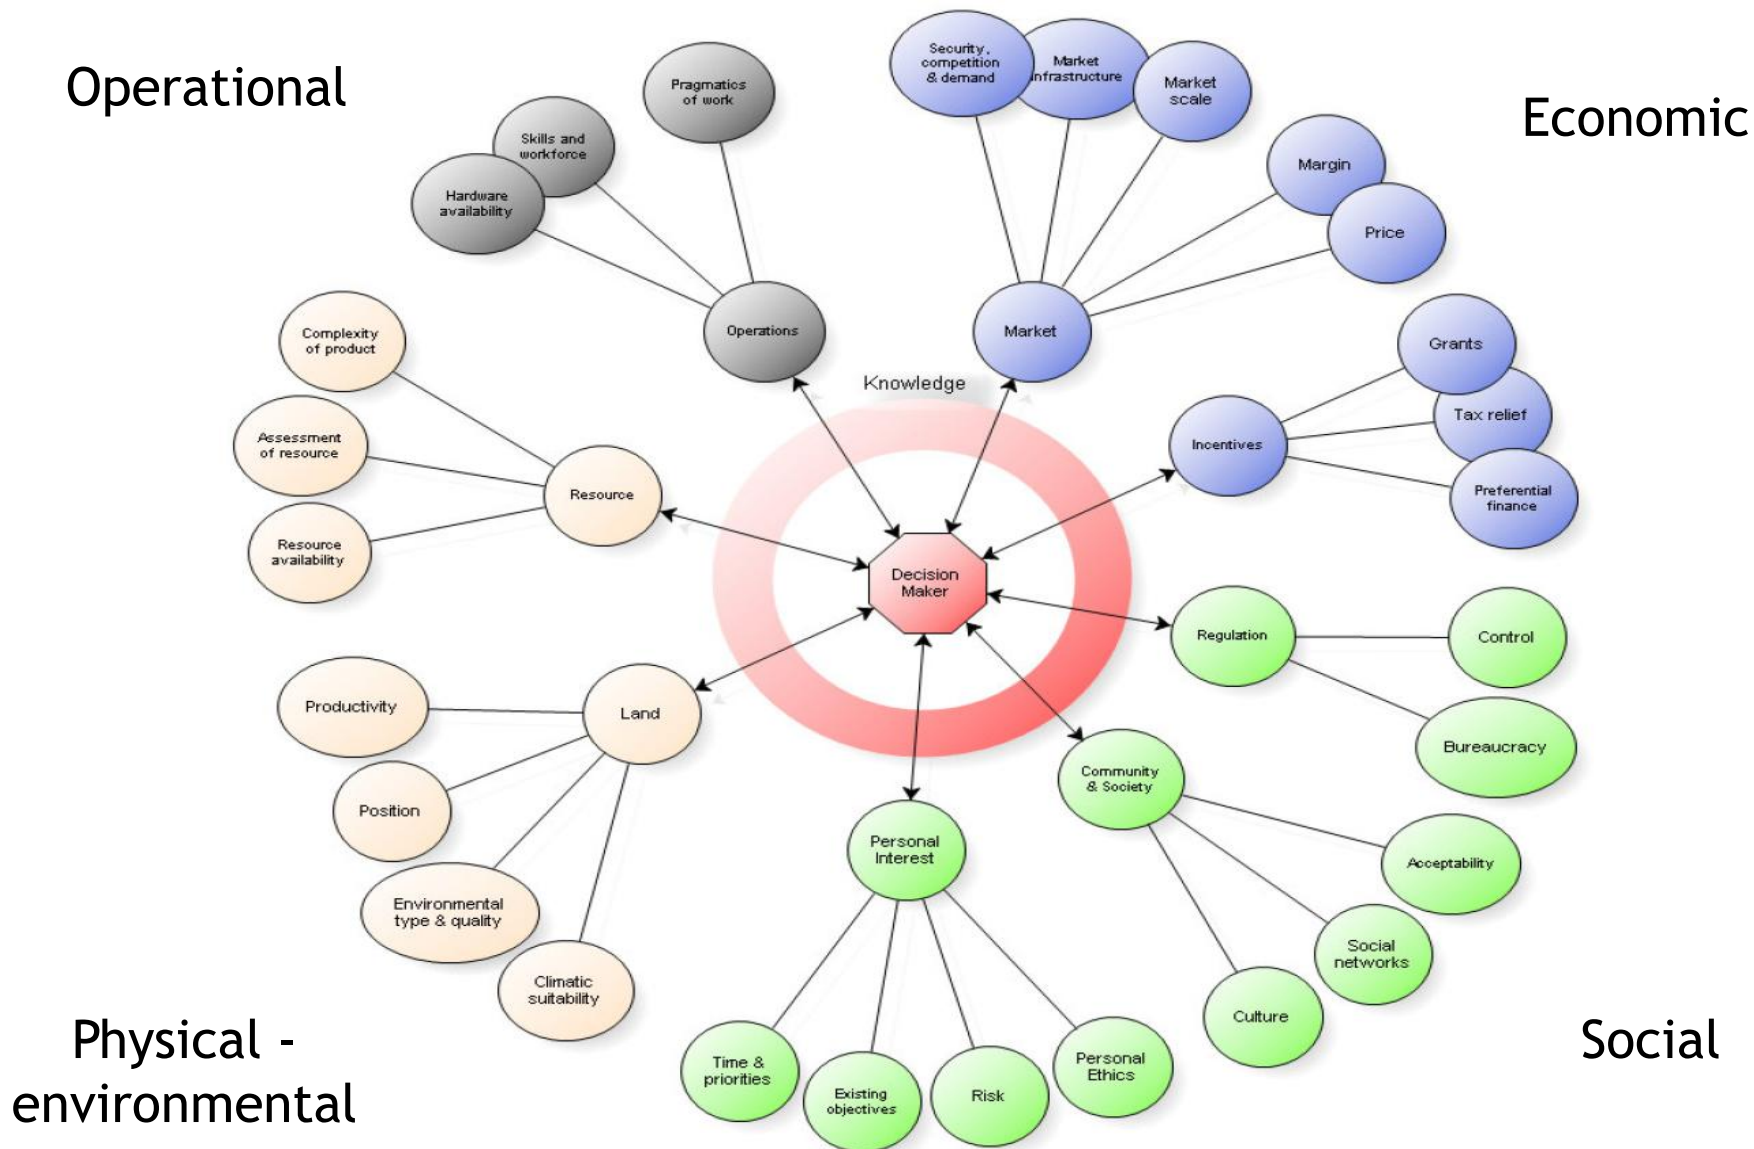 Operational
Economic
Pragmatics
of work
Skills and
workforce
Hardware
availability
Operations
Security,
competition
& demand
Market
infrastructure
Market
scale
Margin
Price
Market
Grants
Tax relief
Preferential
finance
Incentives
Knowledge
Complexity
of product
Assessment
of resource
Resource
availability
Resource
Decision
Maker
Regulation
Control
Bureaucracy
Productivity
Position
Environmental
type & quality
Climatic
suitability
Land
Community
& Society
Acceptability
Social
networks
Culture
Personal
Interest
Time &
priorities
Existing
objectives
Risk
Personal
Ethics
Physical -
environmental
Social